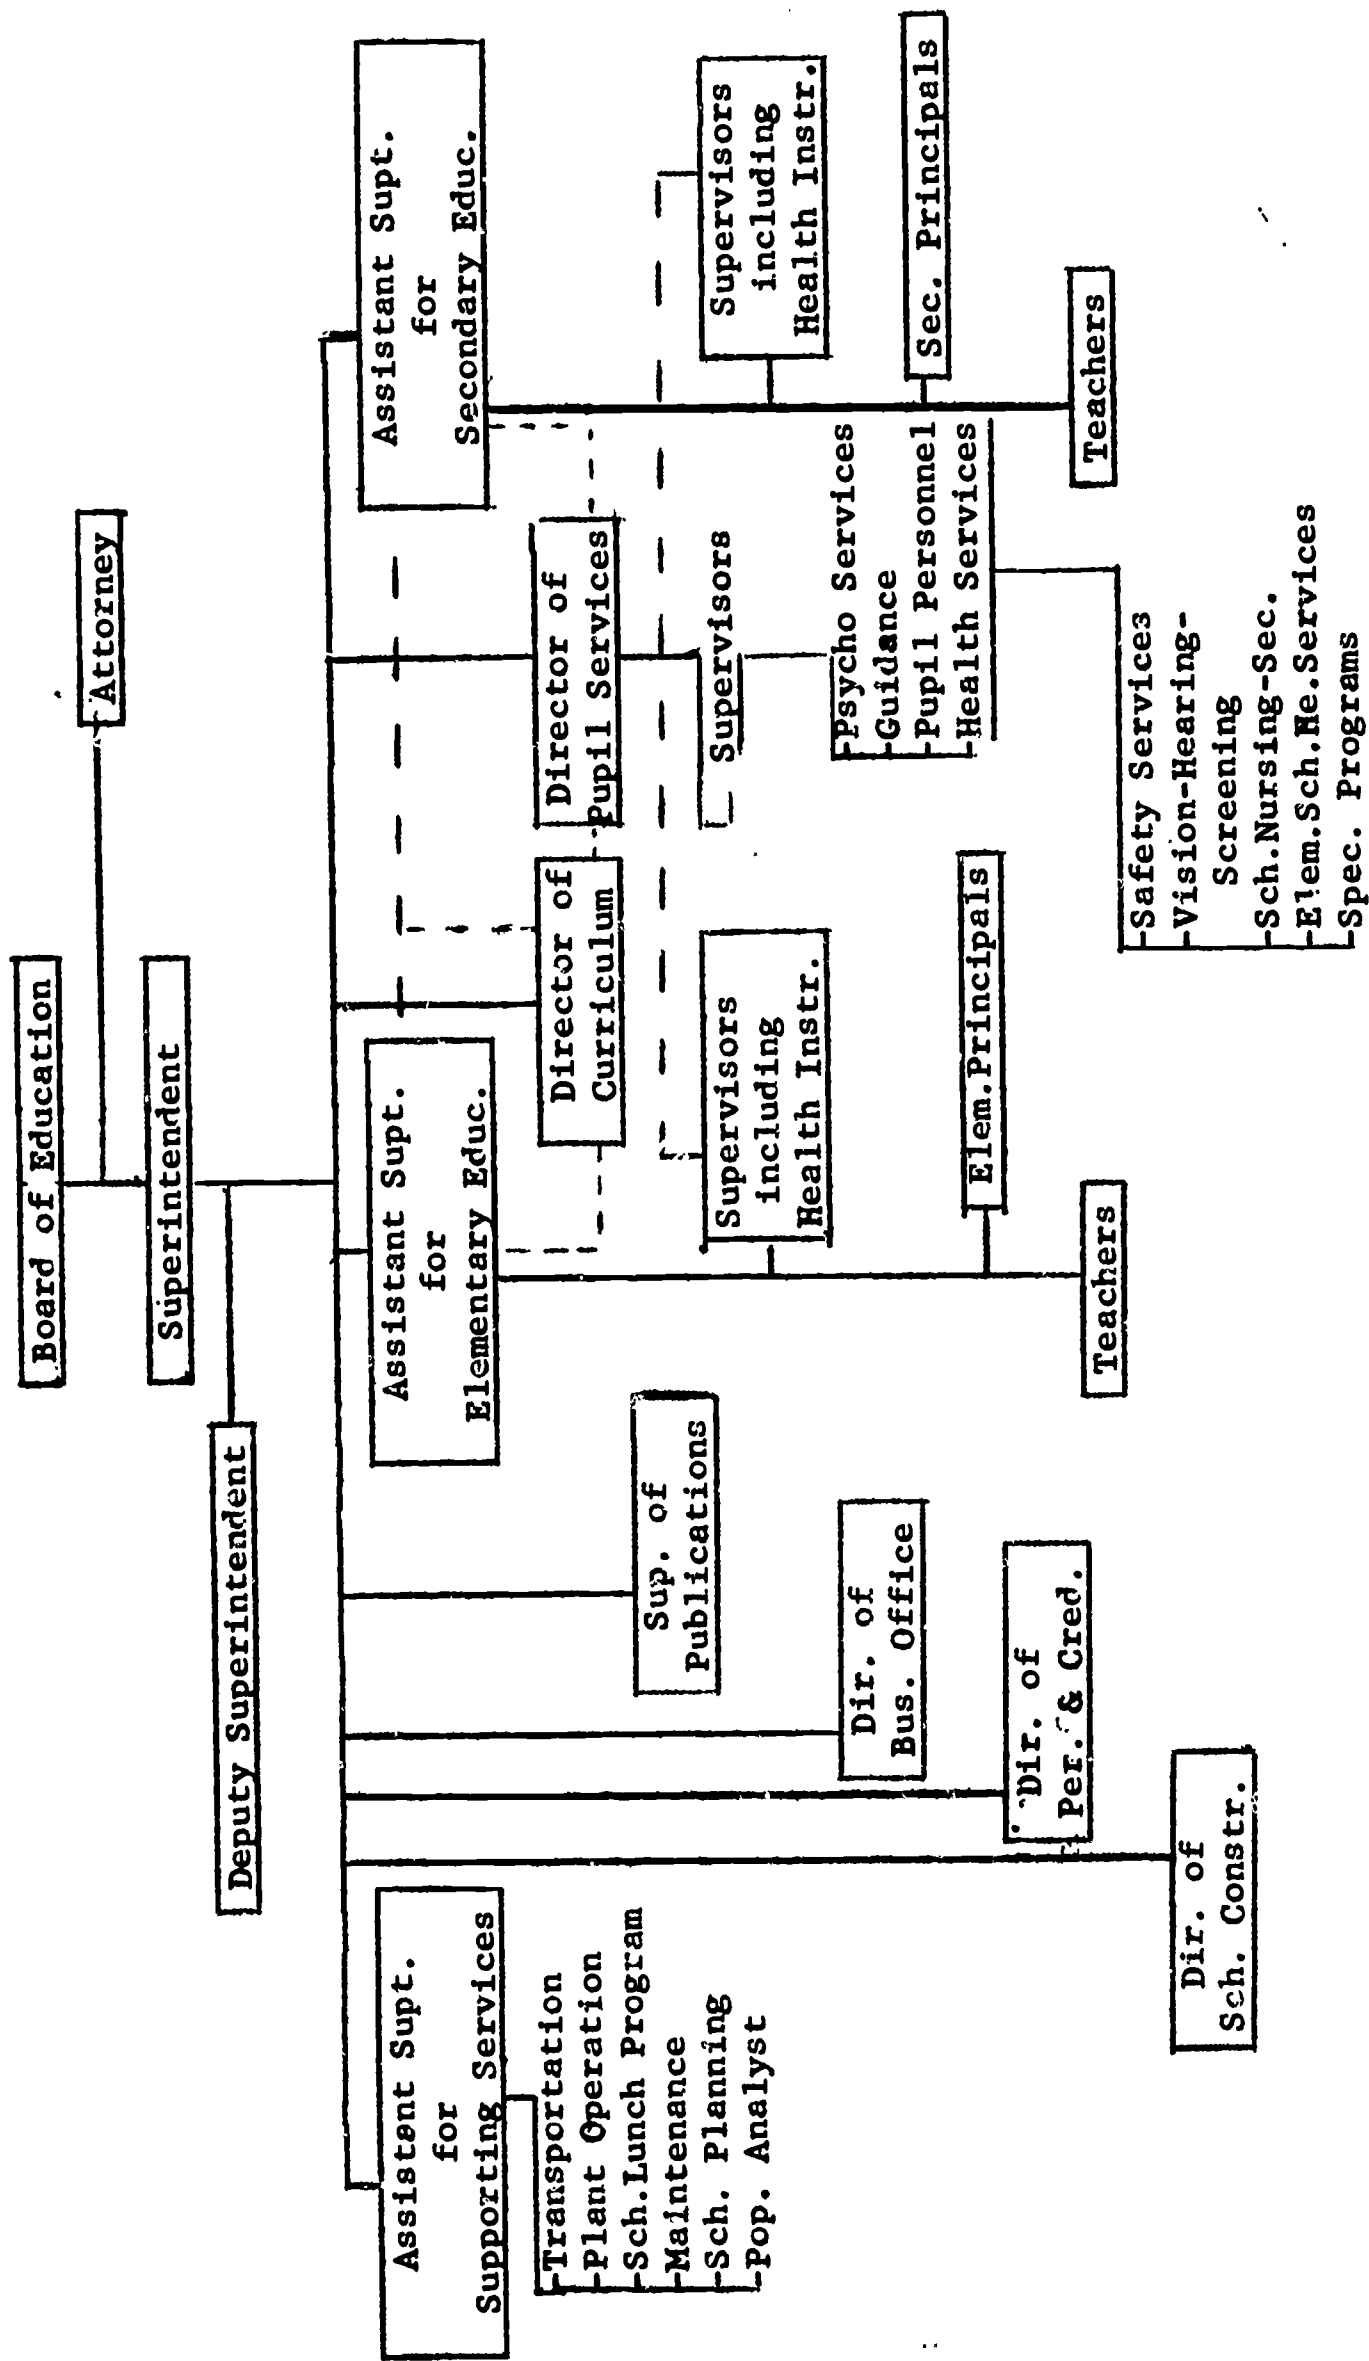 Board of Education
Attorney
Superintendent
Deputy Superintendent
Assistant Supt.
for
Supporting Services
Transportation
Plant Operation
Sch.Lunch Program
Maintenance
Sch. Planning
Pop. Analyst
Dir. of
Sch. Constr.
Dir. of
Per. & Cred.
Dir. of
Bus. Office
Sup. of
Publications
Assistant Supt.
for
Elementary Educ.
Supervisors
including
Health Instr.
Elem.Principals
Teachers
Director of
Curriculum
Director of
Pupil Services
Supervisors
Psycho Services
Guidance
Pupil Personnel
Health Services
Safety Services
Vision-Hearing-
Screening
Sch.Nursing-Sec.
Elem.Sch.He.Services
Spec. Programs
Assistant Supt.
for
Secondary Educ.
Supervisors
including
Health Instr.
Sec. Principals
Teachers